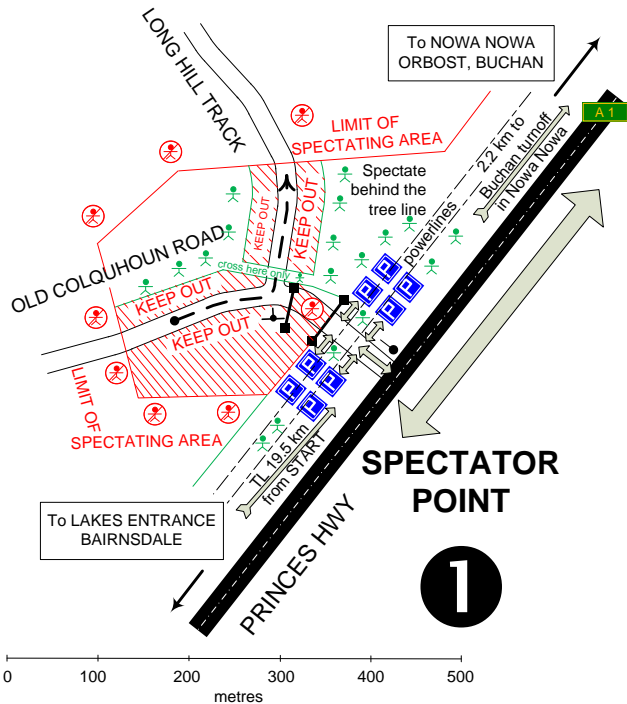 To NOWA NOWA
ORBOST, BUCHAN
A 1
LONG HILL
TRACK
LIMIT OF
SPECTATING AREA
2.2 km to
Buchan turnoff
in Nowa Nowa
Spectate
behind the
tree line
powerlines
KEEP OUT
KEEP OUT
OLD COLQUHOUN ROAD
cross here only
KEEP OUT
KEEP OUT
P
P
P
P
P
P
P
P
LIMIT OF
SPECTATING AREA
TL 19.5 km
from START
SPECTATOR
POINT
1
To LAKES ENTRANCE
BAIRNSDALE
PRINCES HWY
0 100 200 300 400 500
metres